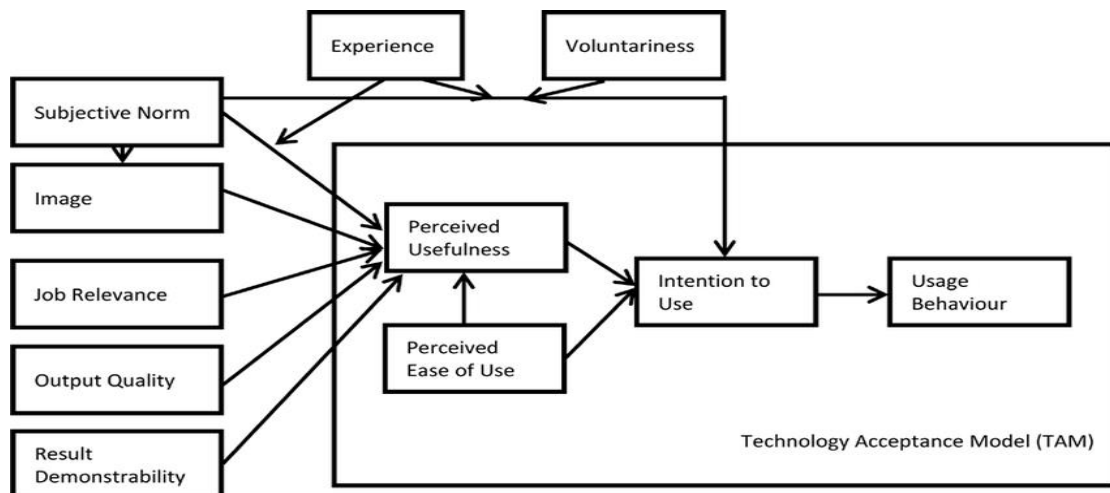 Experience
Voluntariness
Subjective Norm
Image
Job Relevance
Output Quality
Result
Demonstrability
Perceived
Usefulness
Perceived
Ease of Use
Intention to
Use
Usage
Behaviour
Technology Acceptance Model (TAM)